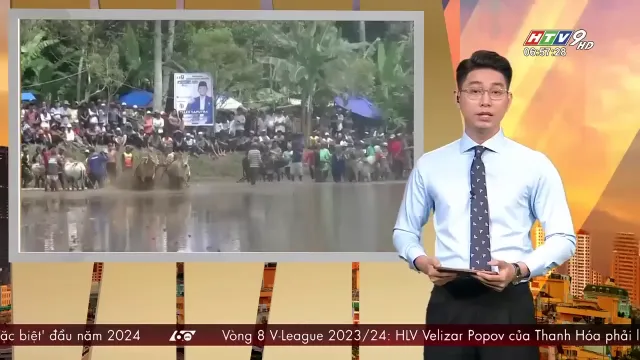 HTV9 HD
06:57:28
ặc biệt' đầu năm 2024 60 Vòng 8 V-League 2023/24: HLV Velizar Popov của Thanh Hóa phải l